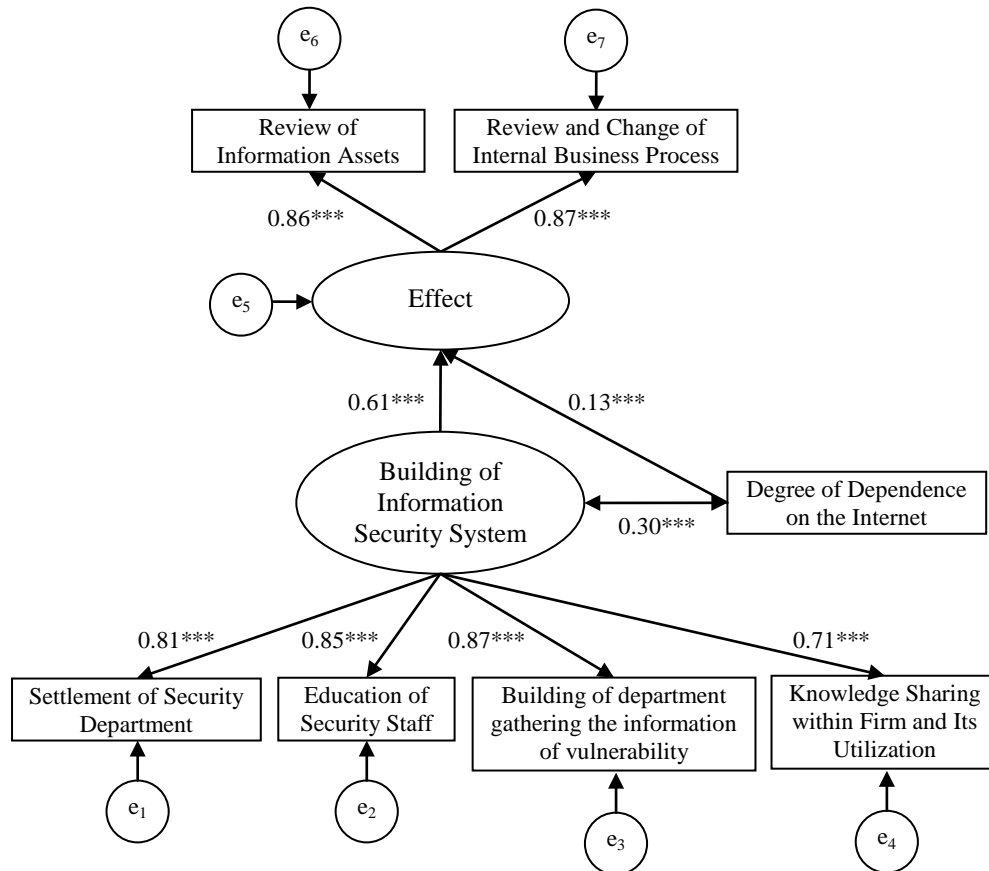 e6
e7
Review of
Information Assets
Review and Change of
Internal Business Process
0.86***
0.87***
e5
Effect
0.61***
0.13***
Building of
Information
Security System
Degree of Dependence
on the Internet
0.30***
0.81***
0.85***
0.87***
0.71***
Settlement of Security
Department
Education of
Security Staff
Building of department
gathering the information
of vulnerability
Knowledge Sharing
within Firm and Its
Utilization
e1
e2
e3
e4